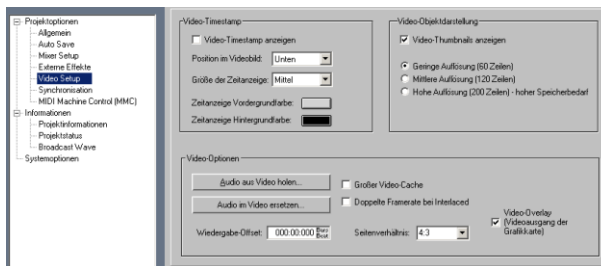 Projektoptionen
Allgemein
Auto Save
Mixer Setup
Externe Effekte
Video Setup
Synchronisation
MIDI Machine Control (MMC)
Informationen
Projektinformationen
Projektstatus
Broadcast Wave
Systemoptionen
Video-Timestamp
Video-Timestamp anzeigen
Position im Videobild: Unten
Größe der Zeitanzeige: Mittel
Zeitanzeige Vordergrundfarbe:
Zeitanzeige Hintergrundfarbe:
Video-Objektdarstellung
Video-Thumbnails anzeigen
Geringe Auflösung (60 Zeilen)
Mittlere Auflösung (120 Zeilen)
Hohe Auflösung (200 Zeilen) - hoher Speicherbedarf
Video-Optionen
Audio aus Video holen...
Großer Video-Cache
Audio im Video ersetzen...
Doppelte Framerate bei Interlaced
Wiedergabe-Offset: 000:00:000
Seitenverhältnis: 4:3
Video-Overlay
(Videoausgang der
Grafikkarte)